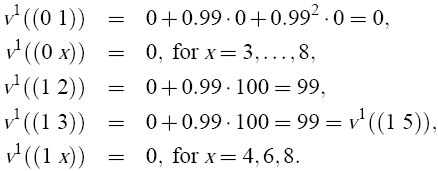 v¹((0 1)) = 0+0.99·0+0.99²·0 = 0,
v¹((0 x)) = 0, for x = 3,...,8,
v¹((1 2)) = 0+0.99·100 = 99,
v¹((1 3)) = 0+0.99·100 = 99 = v¹((1 5)),
v¹((1 x)) = 0, for x = 4,6,8.